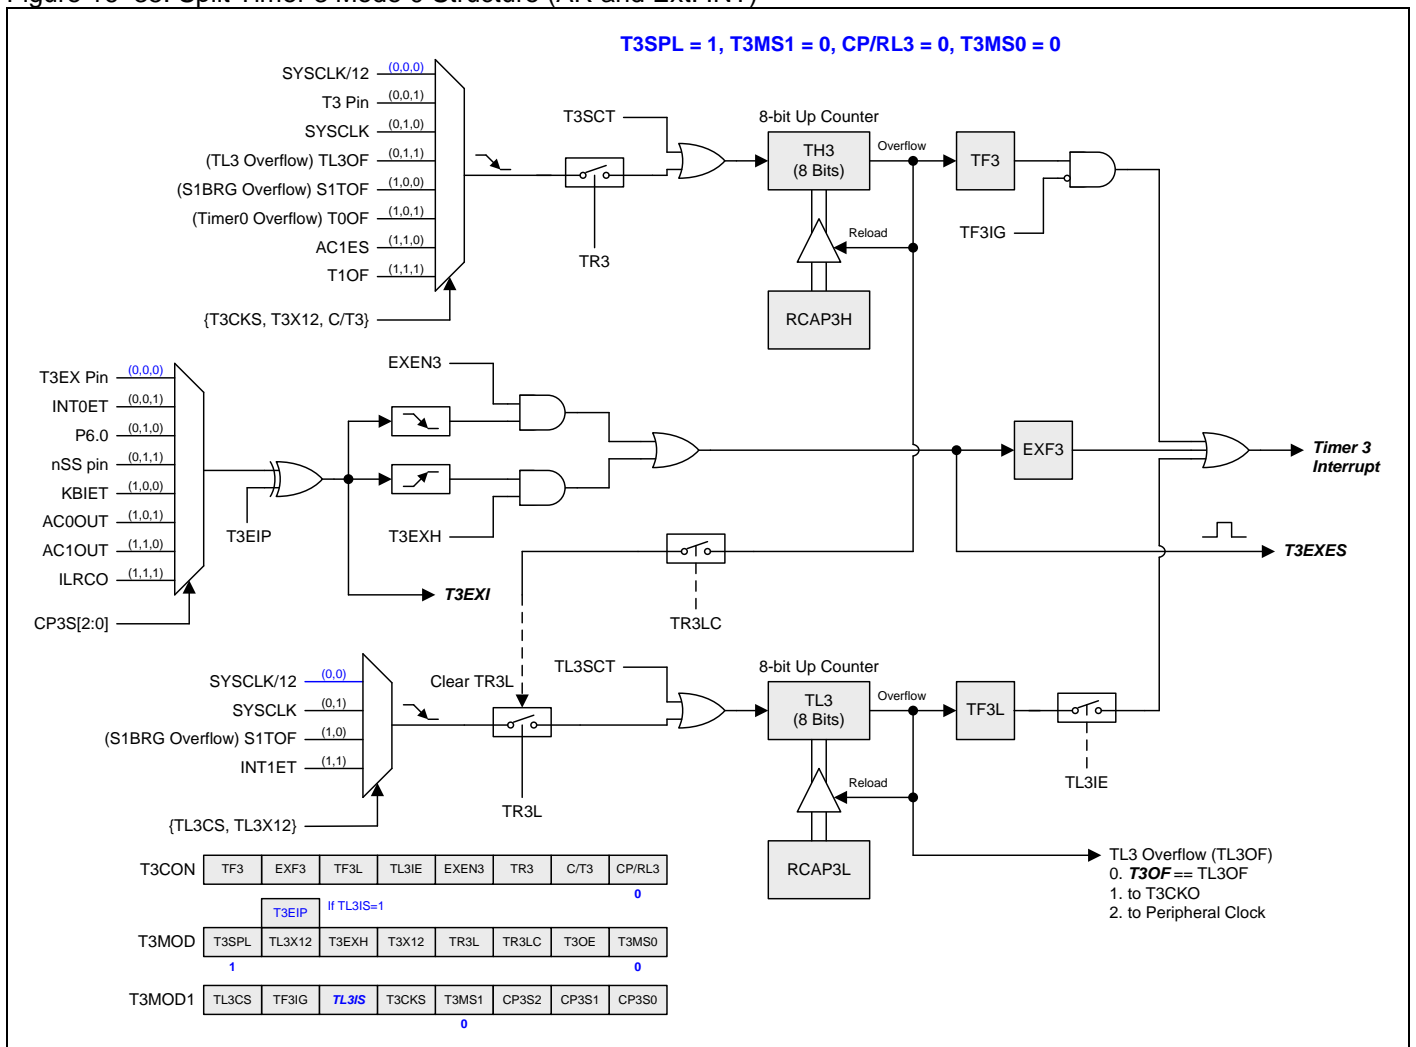 T3SPL = 1, T3MS1 = 0, CP/RL3 = 0, T3MS0 = 0
SYSCLK/12 (0,0,0)
T3 Pin (0,0,1)
SYSCLK (0,1,0)
(TL3 Overflow) TL3OF (0,1,1)
(S1BRG Overflow) S1TOF (1,0,0)
(Timer0 Overflow) T0OF (1,0,1)
AC1ES (1,1,0)
T1OF (1,1,1)
{T3CKS, T3X12, C/T3}
TR3
T3SCT
8-bit Up Counter
TH3
(8 Bits)
Overflow
TF3
TF3IG
Reload
RCAP3H
T3EX Pin (0,0,0)
INT0ET (0,0,1)
P6.0 (0,1,0)
nSS pin (0,1,1)
KBIET (1,0,0)
AC0OUT (1,0,1)
AC1OUT (1,1,0)
ILRCO (1,1,1)
CP3S[2:0]
T3EIP
EXEN3
T3EXH
T3EXI
EXF3
Timer 3
Interrupt
T3EXES
TR3LC
SYSCLK/12 (0,0)
SYSCLK (0,1)
(S1BRG Overflow) S1TOF (1,0)
INT1ET (1,1)
{TL3CS, TL3X12}
Clear TR3L
TR3L
TL3SCT
8-bit Up Counter
TL3
(8 Bits)
Overflow
TF3L
TL3IE
Reload
RCAP3L
TL3 Overflow (TL3OF)
0. T3OF == TL3OF
1. to T3CKO
2. to Peripheral Clock
T3CON TF3 EXF3 TF3L TL3IE EXEN3 TR3 C/T3 CP/RL3
0
T3EIP If TL3IS=1
T3MOD T3SPL TL3X12 T3EXH T3X12 TR3L TR3LC T3OE T3MS0
1 0
T3MOD1 TL3CS TF3IG TL3IS T3CKS T3MS1 CP3S2 CP3S1 CP3S0
0